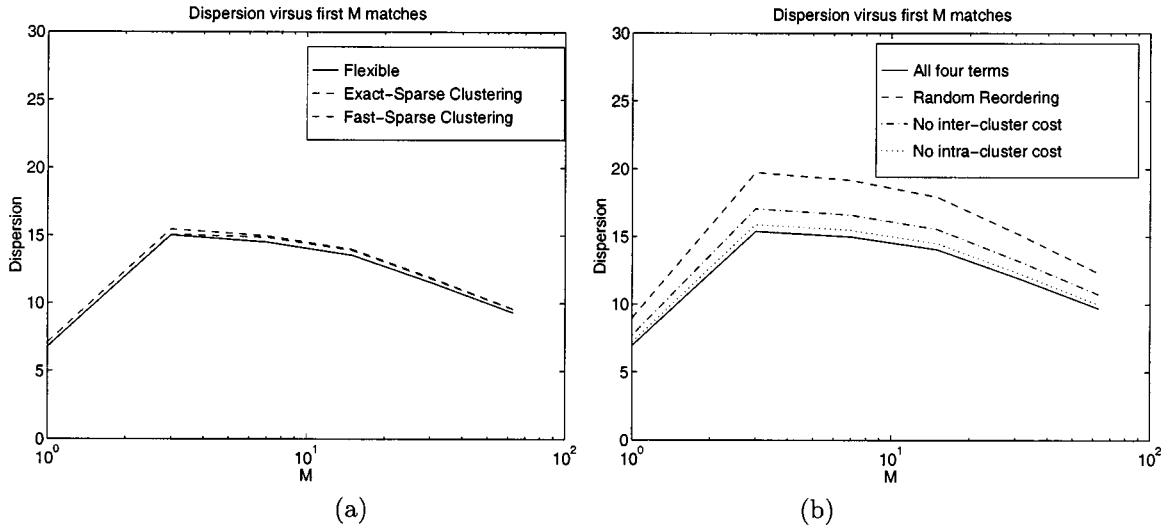 Dispersion versus first M matches
30
25
20
15
10
5
0
Dispersion
Flexible
Exact-Sparse Clustering
Fast-Sparse Clustering
10^0
10^1
10^2
M
(a)
Dispersion versus first M matches
30
25
20
15
10
5
0
Dispersion
All four terms
Random Reordering
No inter-cluster cost
No intra-cluster cost
10^0
10^1
10^2
M
(b)